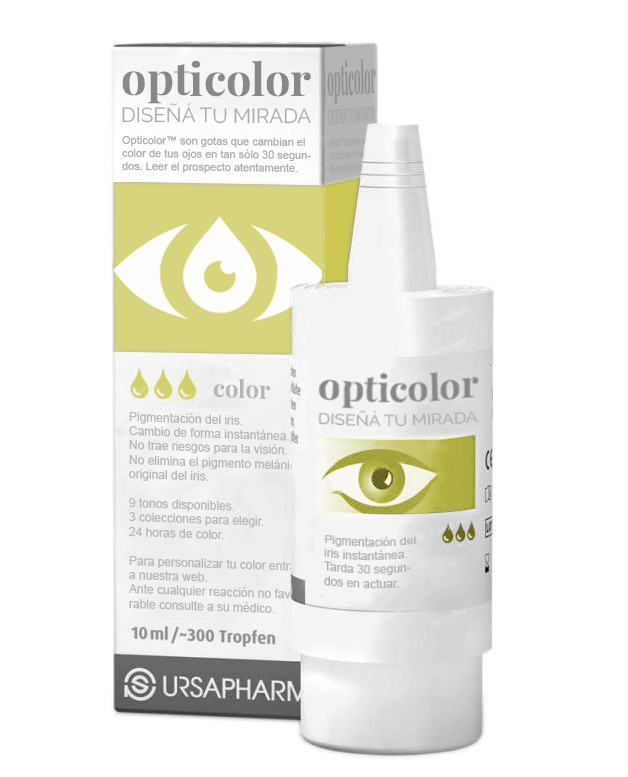 opticolor
DISEÑÁ TU MIRADA
Opticolor™ son gotas que cambian el
color de tus ojos en tan sólo 30 segun-
dos. Leer el prospecto atentamente.
color
Pigmentación del iris.
Cambio de forma instantánea.
No trae riesgos para la visión.
No elimina el pigmento meláni
original del iris.
9 tonos disponibles.
3 colecciones para elegir.
24 horas de color.
Para personalizar tu color entr
a nuestra web.
Ante cualquier reacción no fav
rable consulte a su médico.
10 ml /~300 Tropfen
URSAPHARM
opticolor
DISEÑÁ TU MIRADA
opticolor
DISEÑÁ TU MIRADA
Pigmentación del
iris instantánea.
Tarda 30 segun-
dos en actuar.
CE